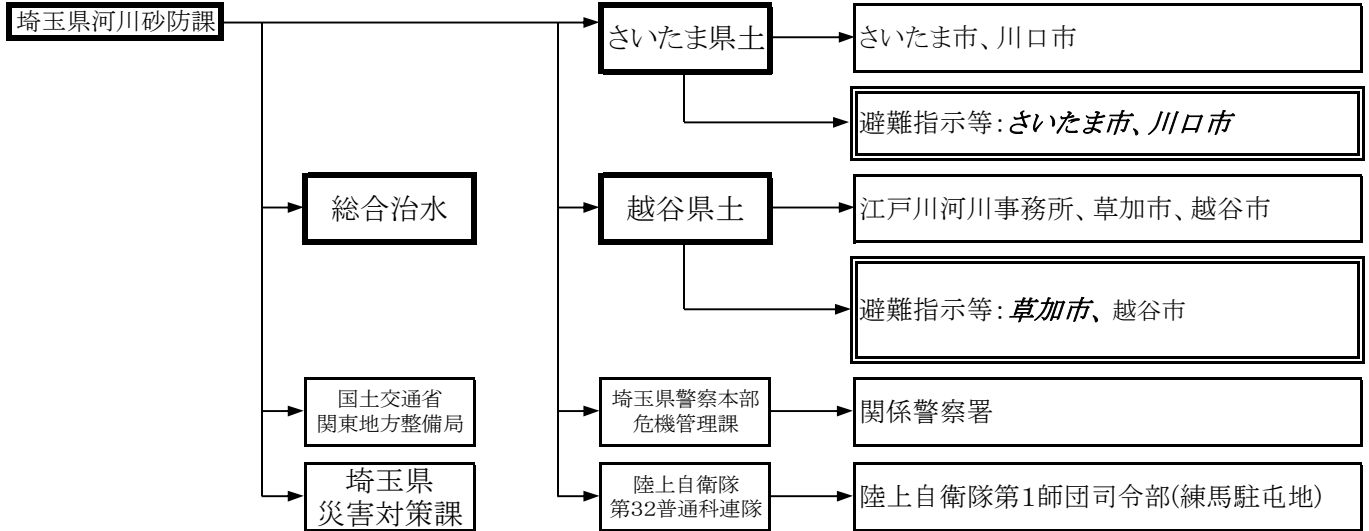 埼玉県河川砂防課
さいたま県土
さいたま市、川口市
避難指示等:さいたま市、川口市
総合治水
越谷県土
江戸川河川事務所、草加市、越谷市
避難指示等:草加市、越谷市
国土交通省
関東地方整備局
埼玉県警察本部
危機管理課
関係警察署
埼玉県
災害対策課
陸上自衛隊
第32普通科連隊
陸上自衛隊第1師団司令部(練馬駐屯地)